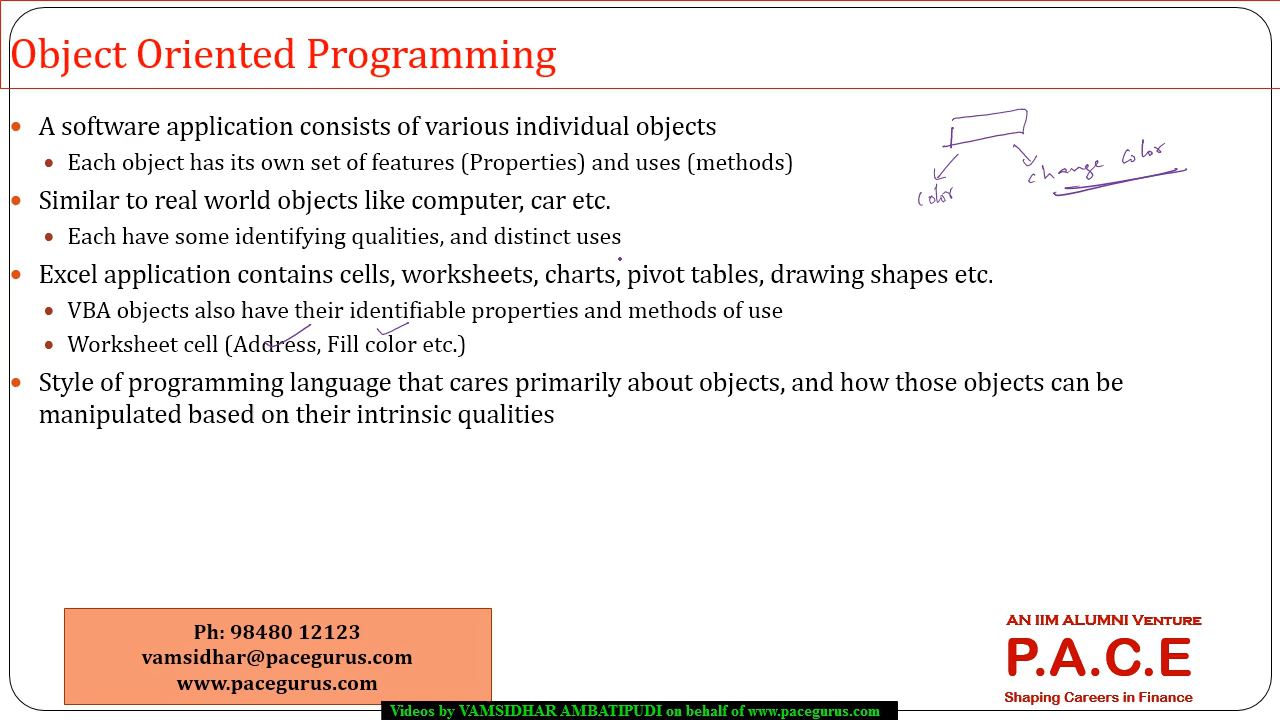 Object Oriented Programming
• A software application consists of various individual objects
• Each object has its own set of features (Properties) and uses (methods)
• Similar to real world objects like computer, car etc.
• Each have some identifying qualities, and distinct uses
• Excel application contains cells, worksheets, charts, pivot tables, drawing shapes etc.
• VBA objects also have their identifiable properties and methods of use
• Worksheet cell (Address, Fill color etc.)
• Style of programming language that cares primarily about objects, and how those objects can be
manipulated based on their intrinsic qualities
color
change color
Ph: 98480 12123
vamsidhar@pacegurus.com
www.pacegurus.com
AN IIM ALUMNI VENTURE
P.A.C.E
Shaping Careers in Finance
Videos by VAMSIDHAR AMBATIPUDI on behalf of www.pacegurus.com